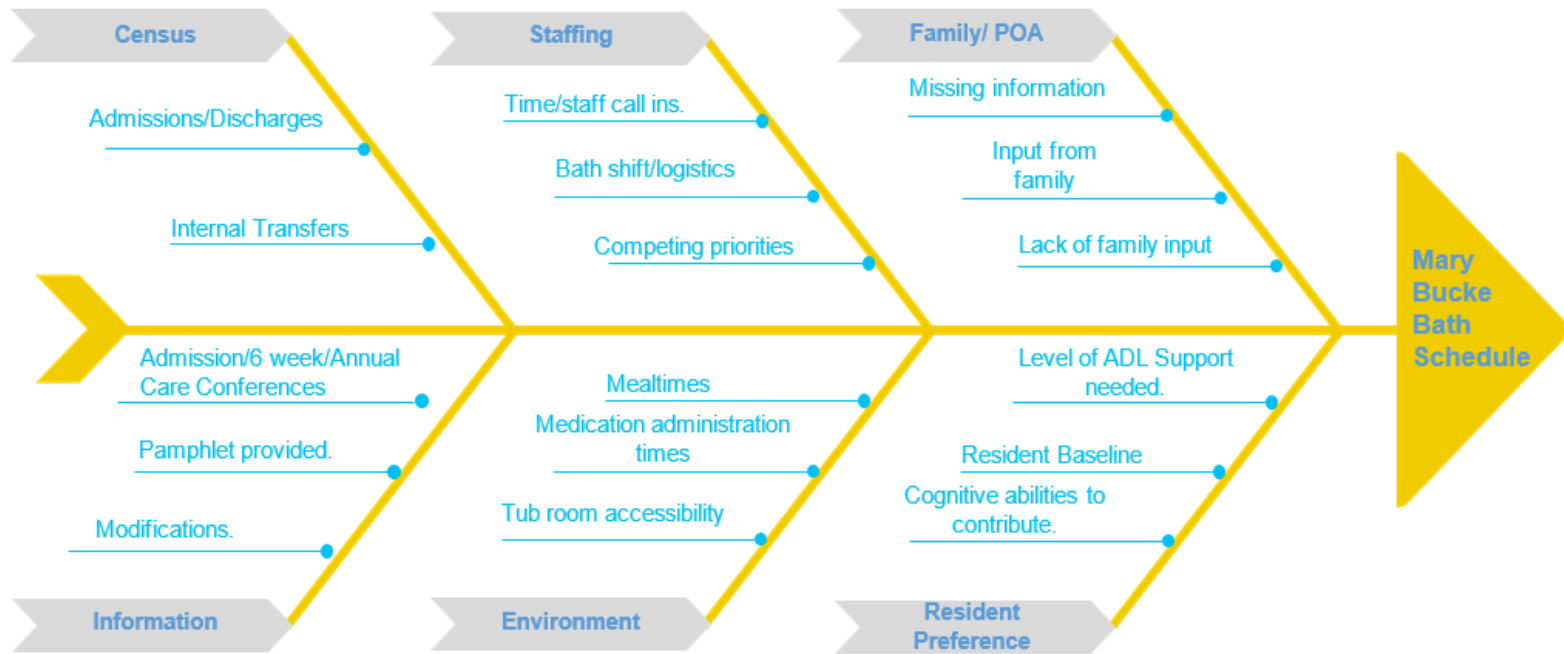 Census
Staffing
Family/ POA
Admissions/Discharges
Internal Transfers
Time/staff call ins.
Bath shift/logistics
Competing priorities
Missing information
Input from
family
Lack of family input
Mary
Bucke
Bath
Schedule
Admission/6 week/Annual
Care Conferences
Pamphlet provided.
Modifications.
Mealtimes
Medication administration
times
Tub room accessibility
Level of ADL Support
needed.
Resident Baseline
Cognitive abilities to
contribute.
Information
Environment
Resident
Preference